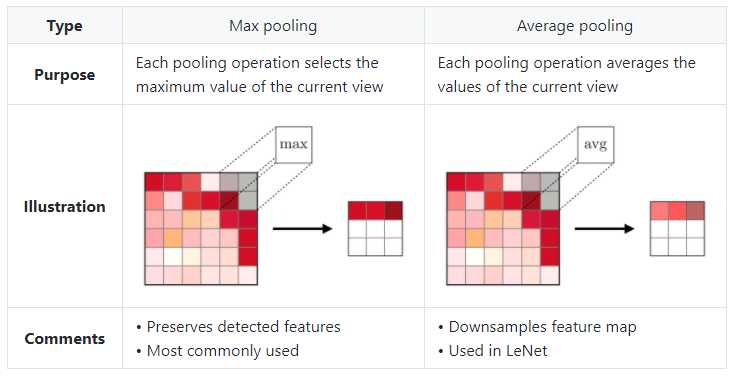 Type
Max pooling
Average pooling
Purpose
Each pooling operation selects the
maximum value of the current view
Each pooling operation averages the
values of the current view
Illustration
max
avg
Comments
• Preserves detected features
• Most commonly used
• Downsamples feature map
• Used in LeNet